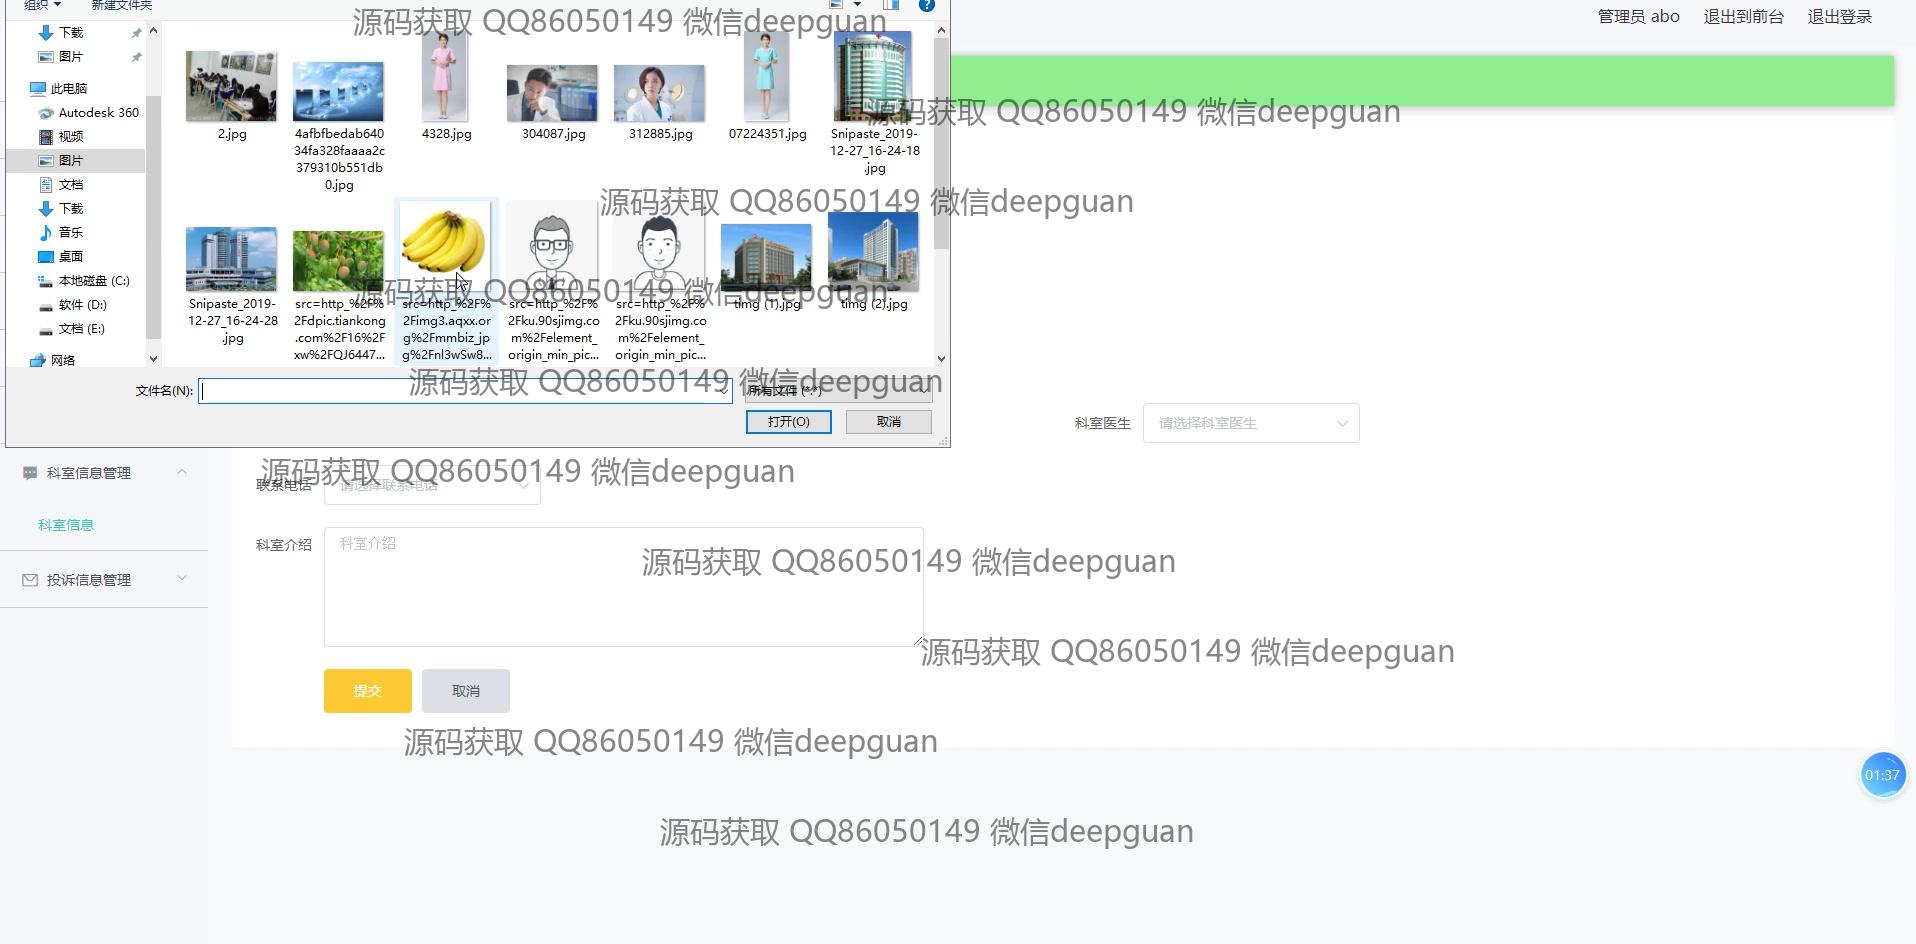 组织 新建文件夹
管理员 abo 退出到前台 退出登录
源码获取 QQ86050149 微信deepguan
下载
图片
此电脑
Autodesk 360
视频
图片
文档
下载
音乐
桌面
本地磁盘 (C:)
软件 (D:)
文档 (E:)
网络
2.jpg
4afbfbedab640
34fa328faaaa2c
379310b551db
0.jpg
4328.jpg
304087.jpg
312885.jpg
07224351.jpg
Snipaste_2019-
12-27_16-24-18
.jpg
源码获取 QQ86050149 微信deepguan
源码获取 QQ86050149 微信deepguan
源码获取 QQ86050149 微信deepguan
Snipaste_2019-
12-27_16-24-28
.jpg
src=http_%2F%
2Fdpic.tiankong
.com%2F16%2F
xw%2FQJ6447...
src=http_%2F%
2Fimg3.aqxx.or
g%2Fmmbiz_jp
g%2Fnl3wSw8...
src=http_%2F%
2Fku.90sjimg.co
m%2Felement_
origin_min_pic...
src=http_%2F%
2Fku.90sjimg.co
m%2Felement_
origin_min_pic...
timg (1).jpg
timg (2).jpg
文件名(N):
所有文件 (*.*)
源码获取 QQ86050149 微信deepguan
打开(O) 取消
科室医生 请选择科室医生
科室信息管理
源码获取 QQ86050149 微信deepguan
联系电话 请选择联系电话
科室信息
科室介绍 科室介绍
源码获取 QQ86050149 微信deepguan
投诉信息管理
源码获取 QQ86050149 微信deepguan
提交 取消
源码获取 QQ86050149 微信deepguan
01:37
源码获取 QQ86050149 微信deepguan